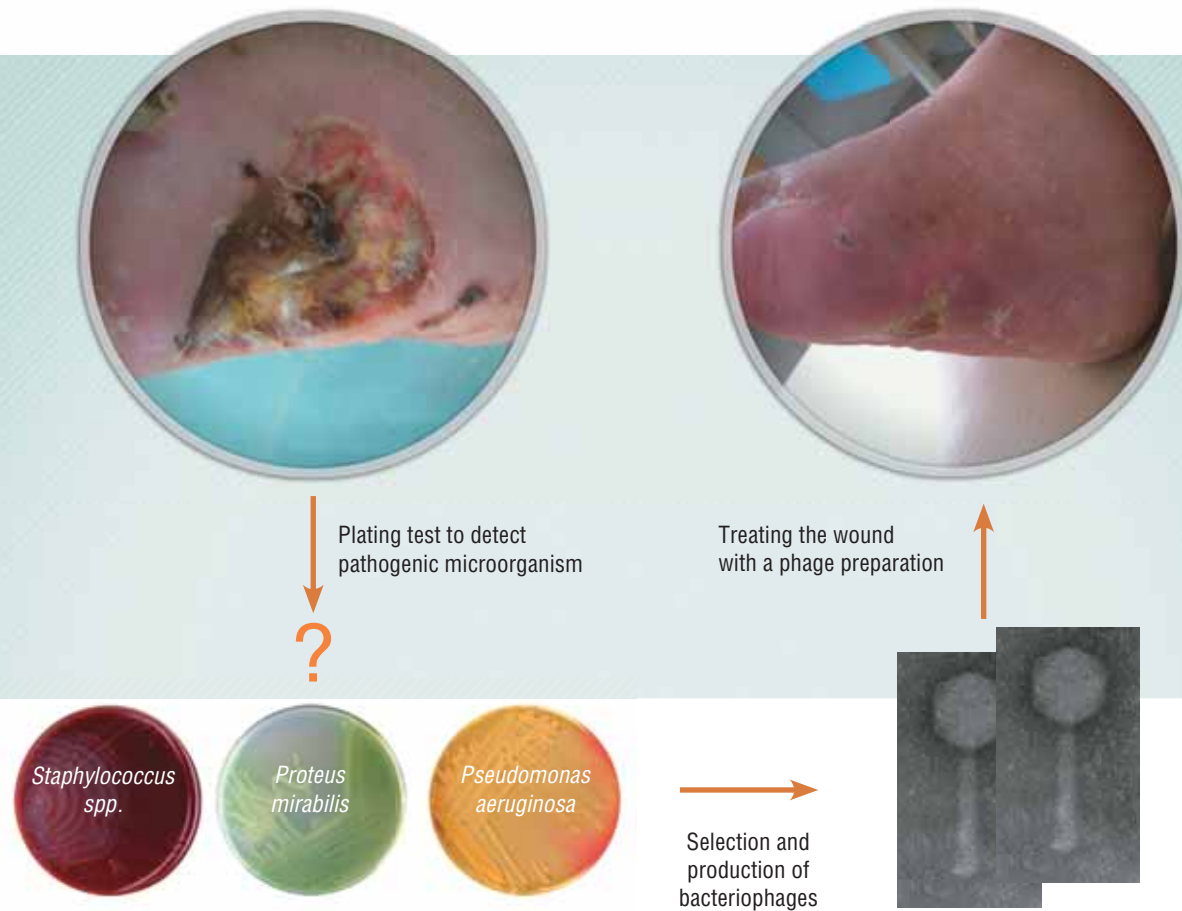 Plating test to detect
pathogenic microorganism
Treating the wound
with a phage preparation
?
Staphylococcus
spp.
Proteus
mirabilis
Pseudomonas
aeruginosa
Selection and
production of
bacteriophages